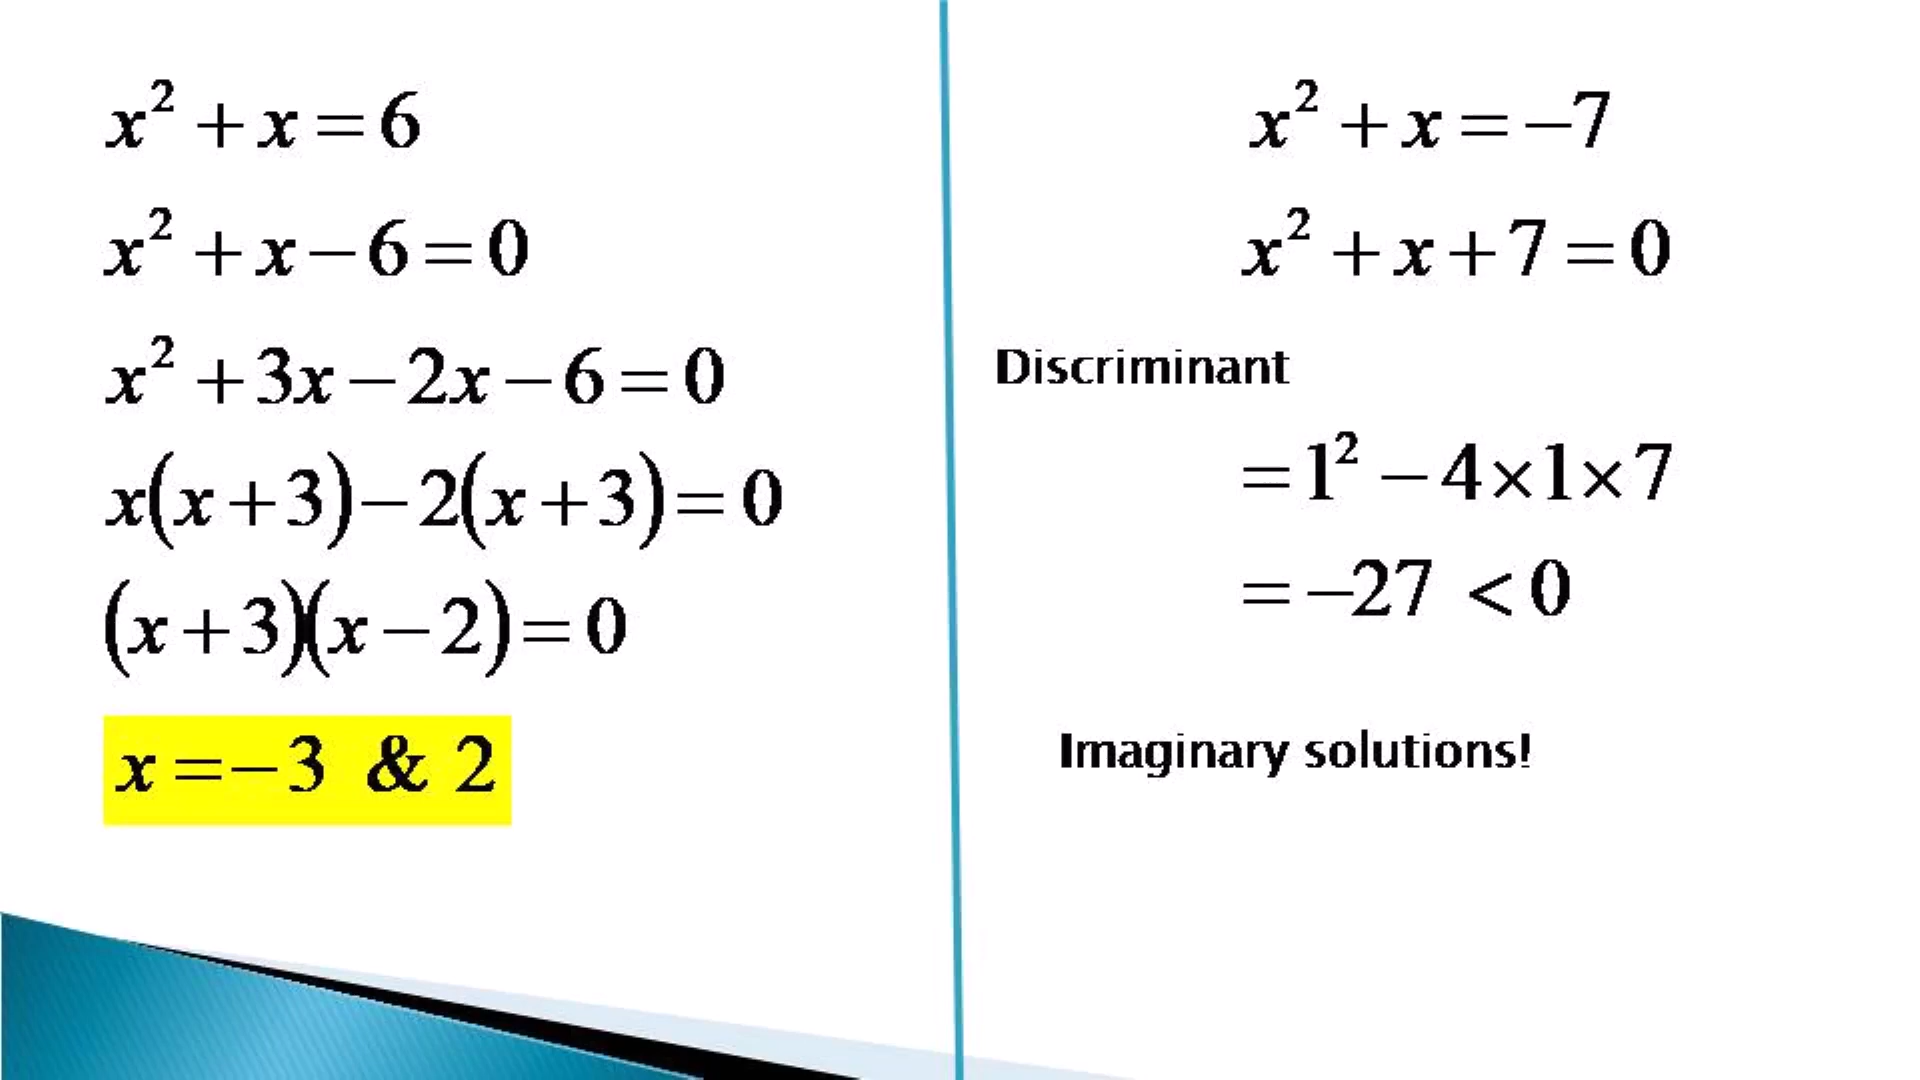 x² + x = 6
x² + x − 6 = 0
x² + 3x − 2x − 6 = 0
x(x + 3) − 2(x + 3) = 0
(x + 3)(x − 2) = 0
x = −3 & 2
x² + x = −7
x² + x + 7 = 0
Discriminant
= 1² − 4 × 1 × 7
= −27 < 0
Imaginary solutions!